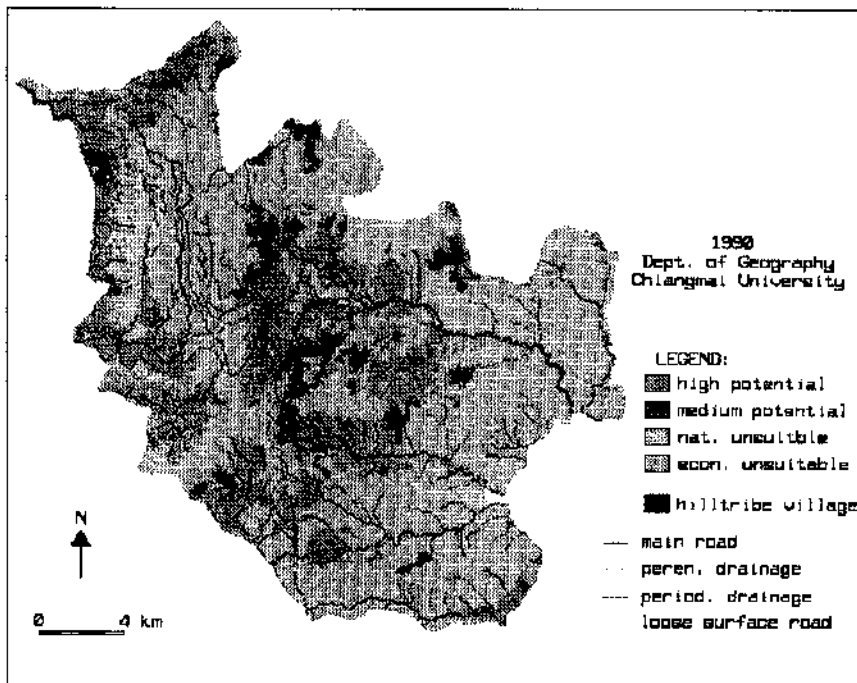 1990
Dept. of Geography
Chiangmai University
LEGEND:
high potential
medium potential
nat. unsuitble
econ. unsuitable
hilltribe village
main road
peren. drainage
period. drainage
loose surface road
N
0 4 km